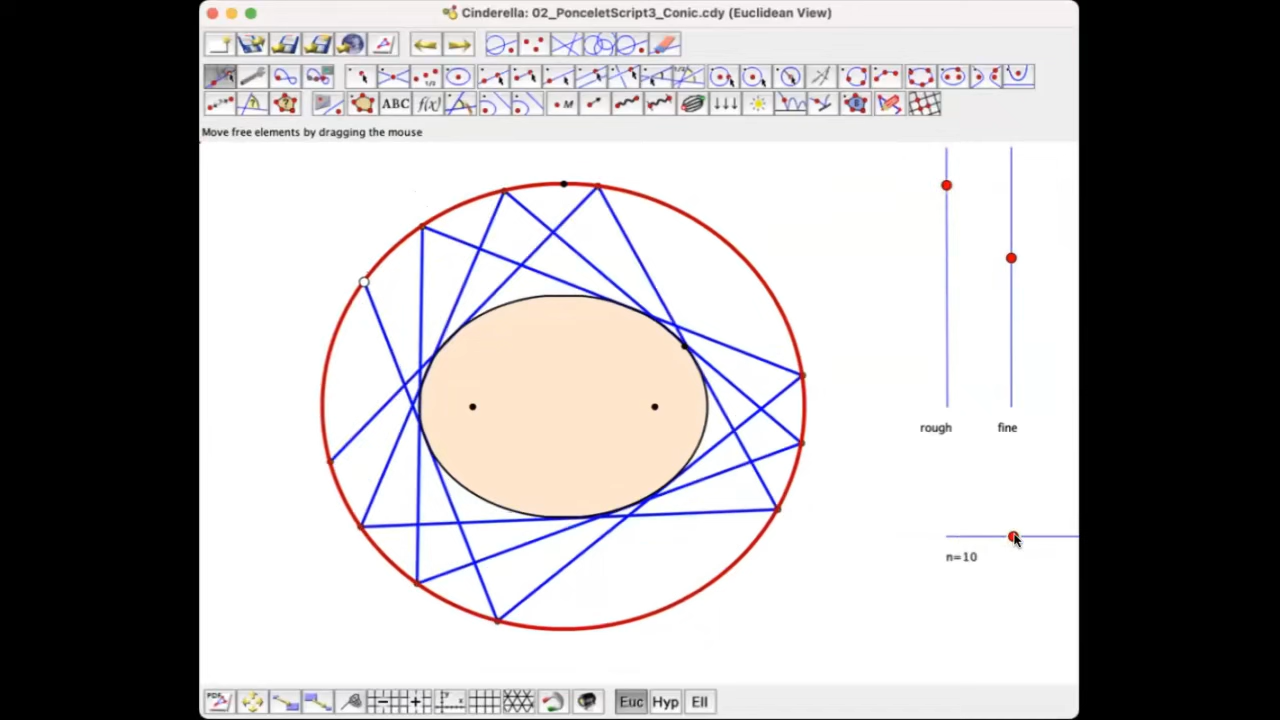 Cinderella: 02_PonceletScript3_Conic.cdy (Euclidean View)
ABC f(x) M
Move free elements by dragging the mouse
rough fine
n=10
PDF Euc Hyp Ell